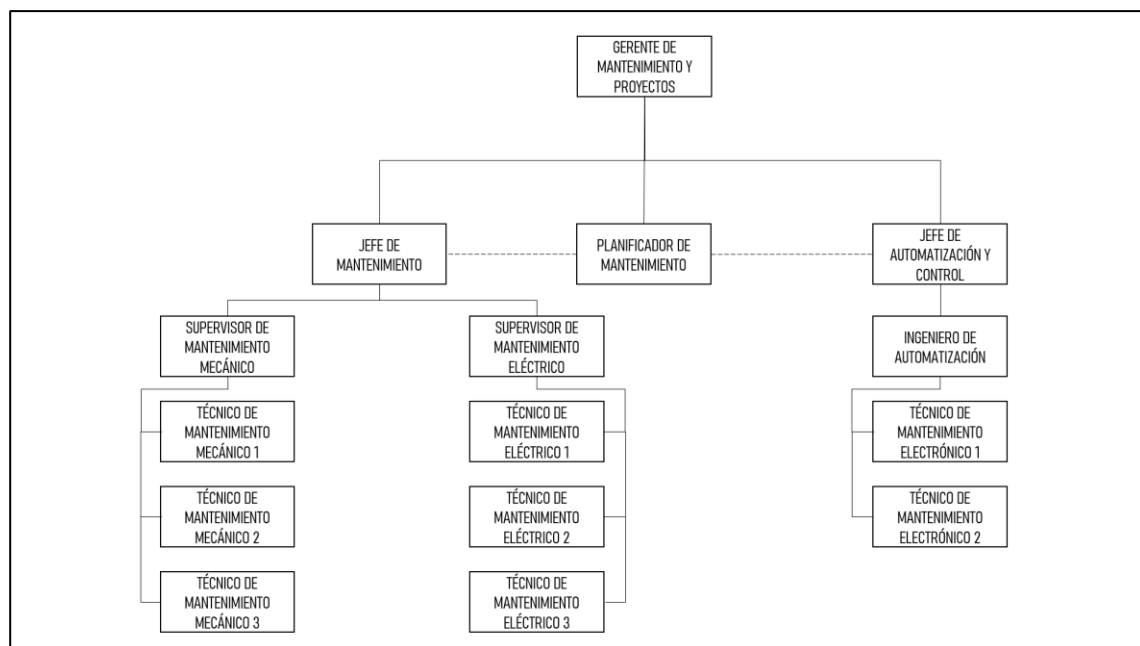 GERENTE DE
MANTENIMIENTO Y
PROYECTOS
JEFE DE
MANTENIMIENTO
PLANIFICADOR DE
MANTENIMIENTO
JEFE DE
AUTOMATIZACIÓN Y
CONTROL
SUPERVISOR DE
MANTENIMIENTO
MECÁNICO
SUPERVISOR DE
MANTENIMIENTO
ELÉCTRICO
INGENIERO DE
AUTOMATIZACIÓN
TÉCNICO DE
MANTENIMIENTO
MECÁNICO 1
TÉCNICO DE
MANTENIMIENTO
ELÉCTRICO 1
TÉCNICO DE
MANTENIMIENTO
ELECTRÓNICO 1
TÉCNICO DE
MANTENIMIENTO
MECÁNICO 2
TÉCNICO DE
MANTENIMIENTO
ELÉCTRICO 2
TÉCNICO DE
MANTENIMIENTO
ELECTRÓNICO 2
TÉCNICO DE
MANTENIMIENTO
MECÁNICO 3
TÉCNICO DE
MANTENIMIENTO
ELÉCTRICO 3